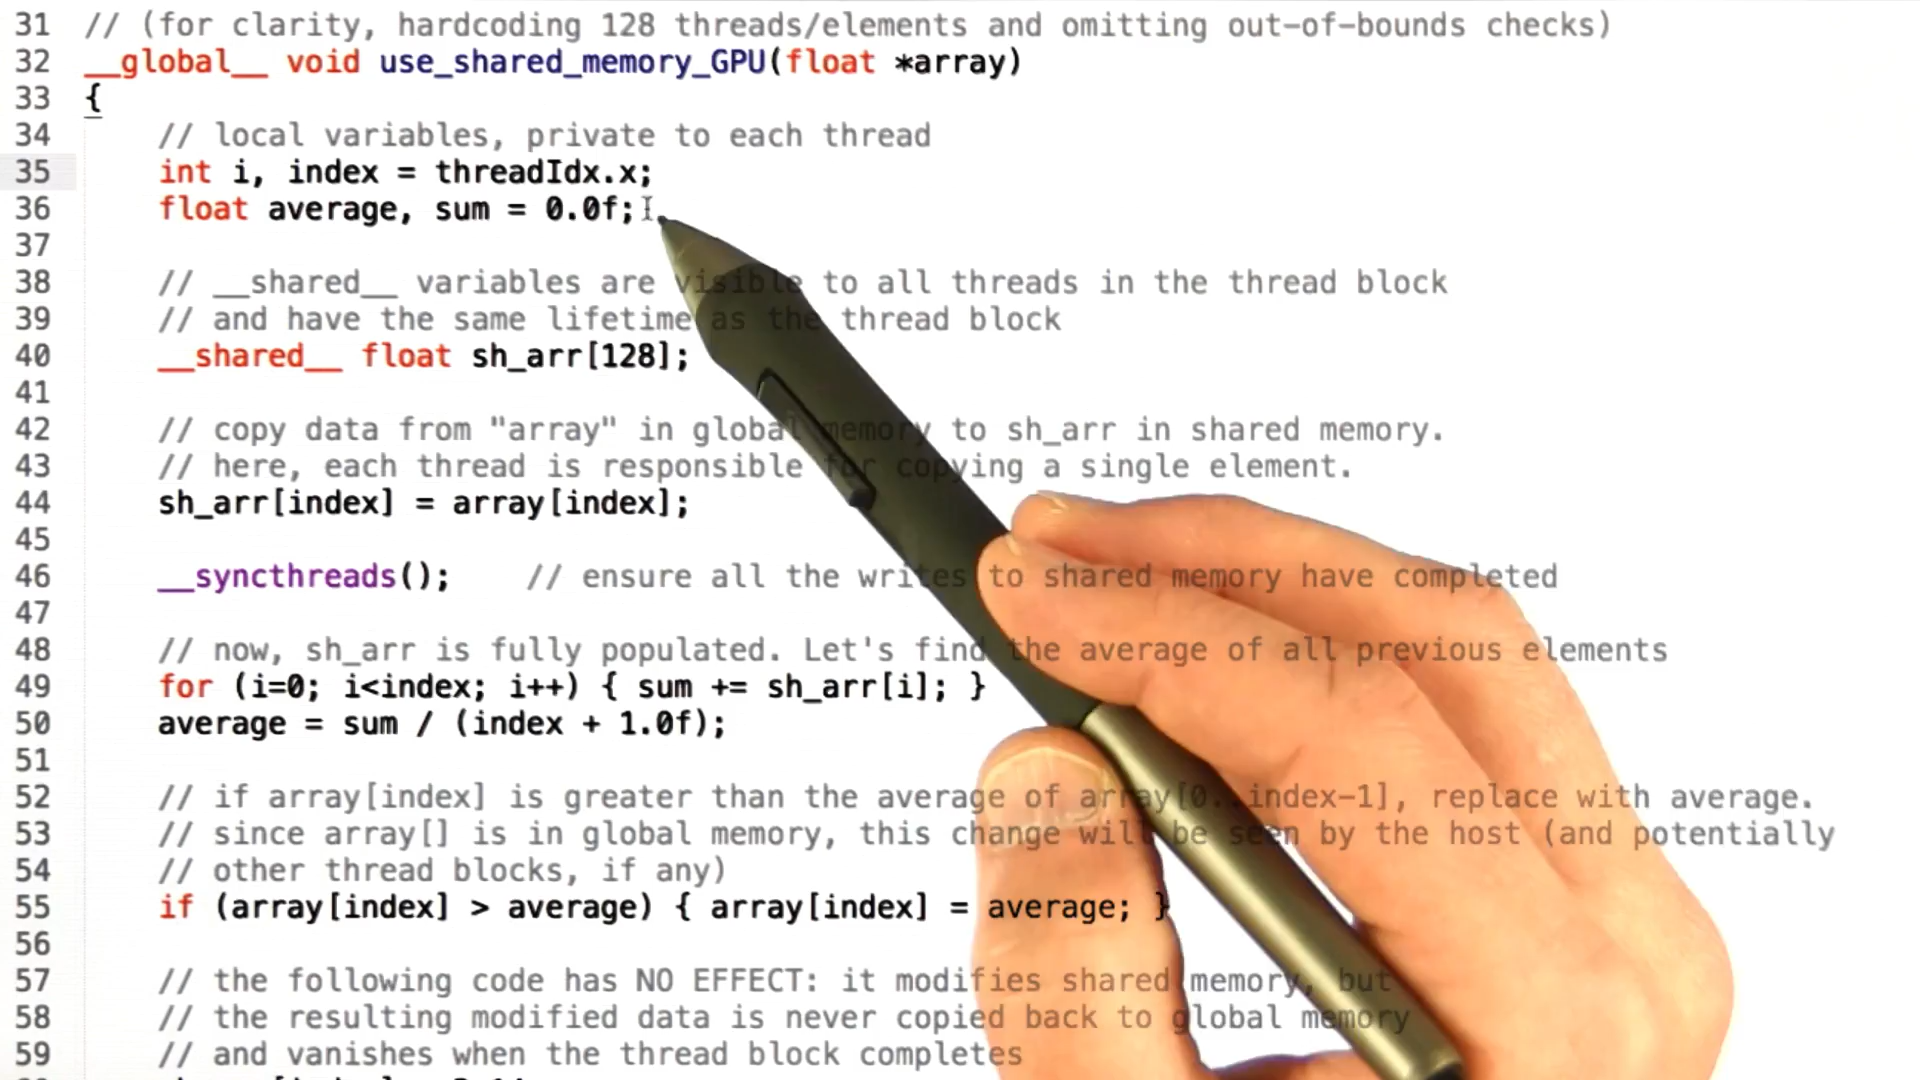 31 // (for clarity, hardcoding 128 threads/elements and omitting out-of-bounds checks)
32 __global__ void use_shared_memory_GPU(float *array)
33 {
34 // local variables, private to each thread
35 int i, index = threadIdx.x;
36 float average, sum = 0.0f;
37
38 // __shared__ variables are visible to all threads in the thread block
39 // and have the same lifetime as the thread block
40 __shared__ float sh_arr[128];
41
42 // copy data from "array" in global memory to sh_arr in shared memory.
43 // here, each thread is responsible for copying a single element.
44 sh_arr[index] = array[index];
45
46 __syncthreads(); // ensure all the writes to shared memory have completed
47
48 // now, sh_arr is fully populated. Let's find the average of all previous elements
49 for (i=0; i<index; i++) { sum += sh_arr[i]; }
50 average = sum / (index + 1.0f);
51
52 // if array[index] is greater than the average of array[0..index-1], replace with average.
53 // since array[] is in global memory, this change will be seen by the host (and potentially
54 // other thread blocks, if any)
55 if (array[index] > average) { array[index] = average; }
56
57 // the following code has NO EFFECT: it modifies shared memory, but
58 // the resulting modified data is never copied back to global memory
59 // and vanishes when the thread block completes